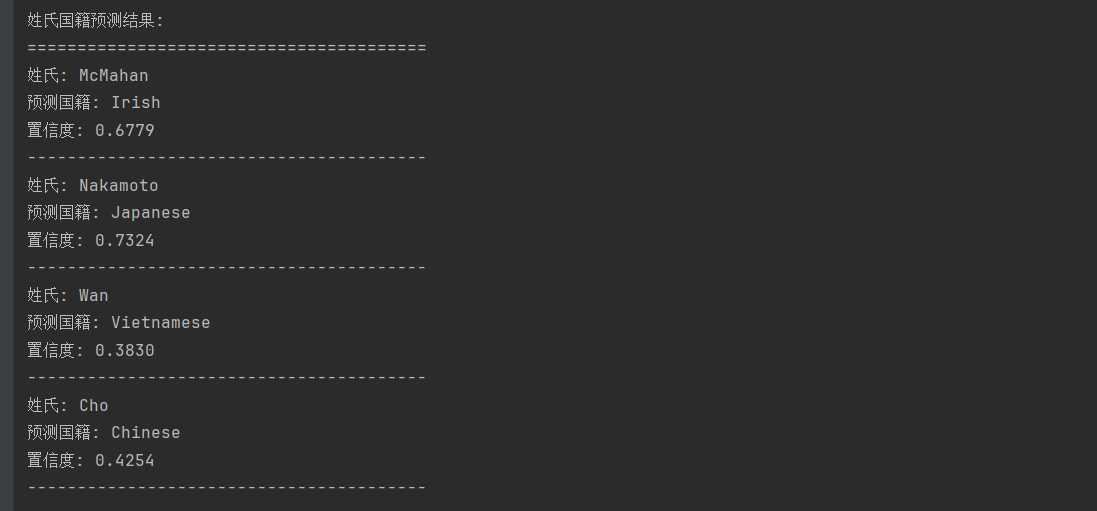 姓氏国籍预测结果:
========================================
姓氏: McMahan
预测国籍: Irish
置信度: 0.6779
----------------------------------------
姓氏: Nakamoto
预测国籍: Japanese
置信度: 0.7324
----------------------------------------
姓氏: Wan
预测国籍: Vietnamese
置信度: 0.3830
----------------------------------------
姓氏: Cho
预测国籍: Chinese
置信度: 0.4254
----------------------------------------